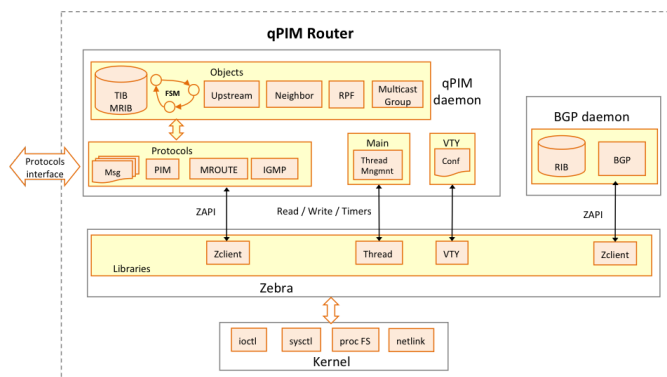 qPIM Router
Objects
TIB
MRIB
FSM
Upstream
Neighbor
RPF
Multicast
Group
qPIM
daemon
BGP daemon
RIB
BGP
Protocols
interface
Protocols
Msg
PIM
MROUTE
IGMP
Main
Thread
Mngmnt
VTY
Conf
ZAPI
Read / Write / Timers
ZAPI
Zclient
Thread
VTY
Zclient
Libraries
Zebra
ioctl
sysctl
proc FS
netlink
Kernel